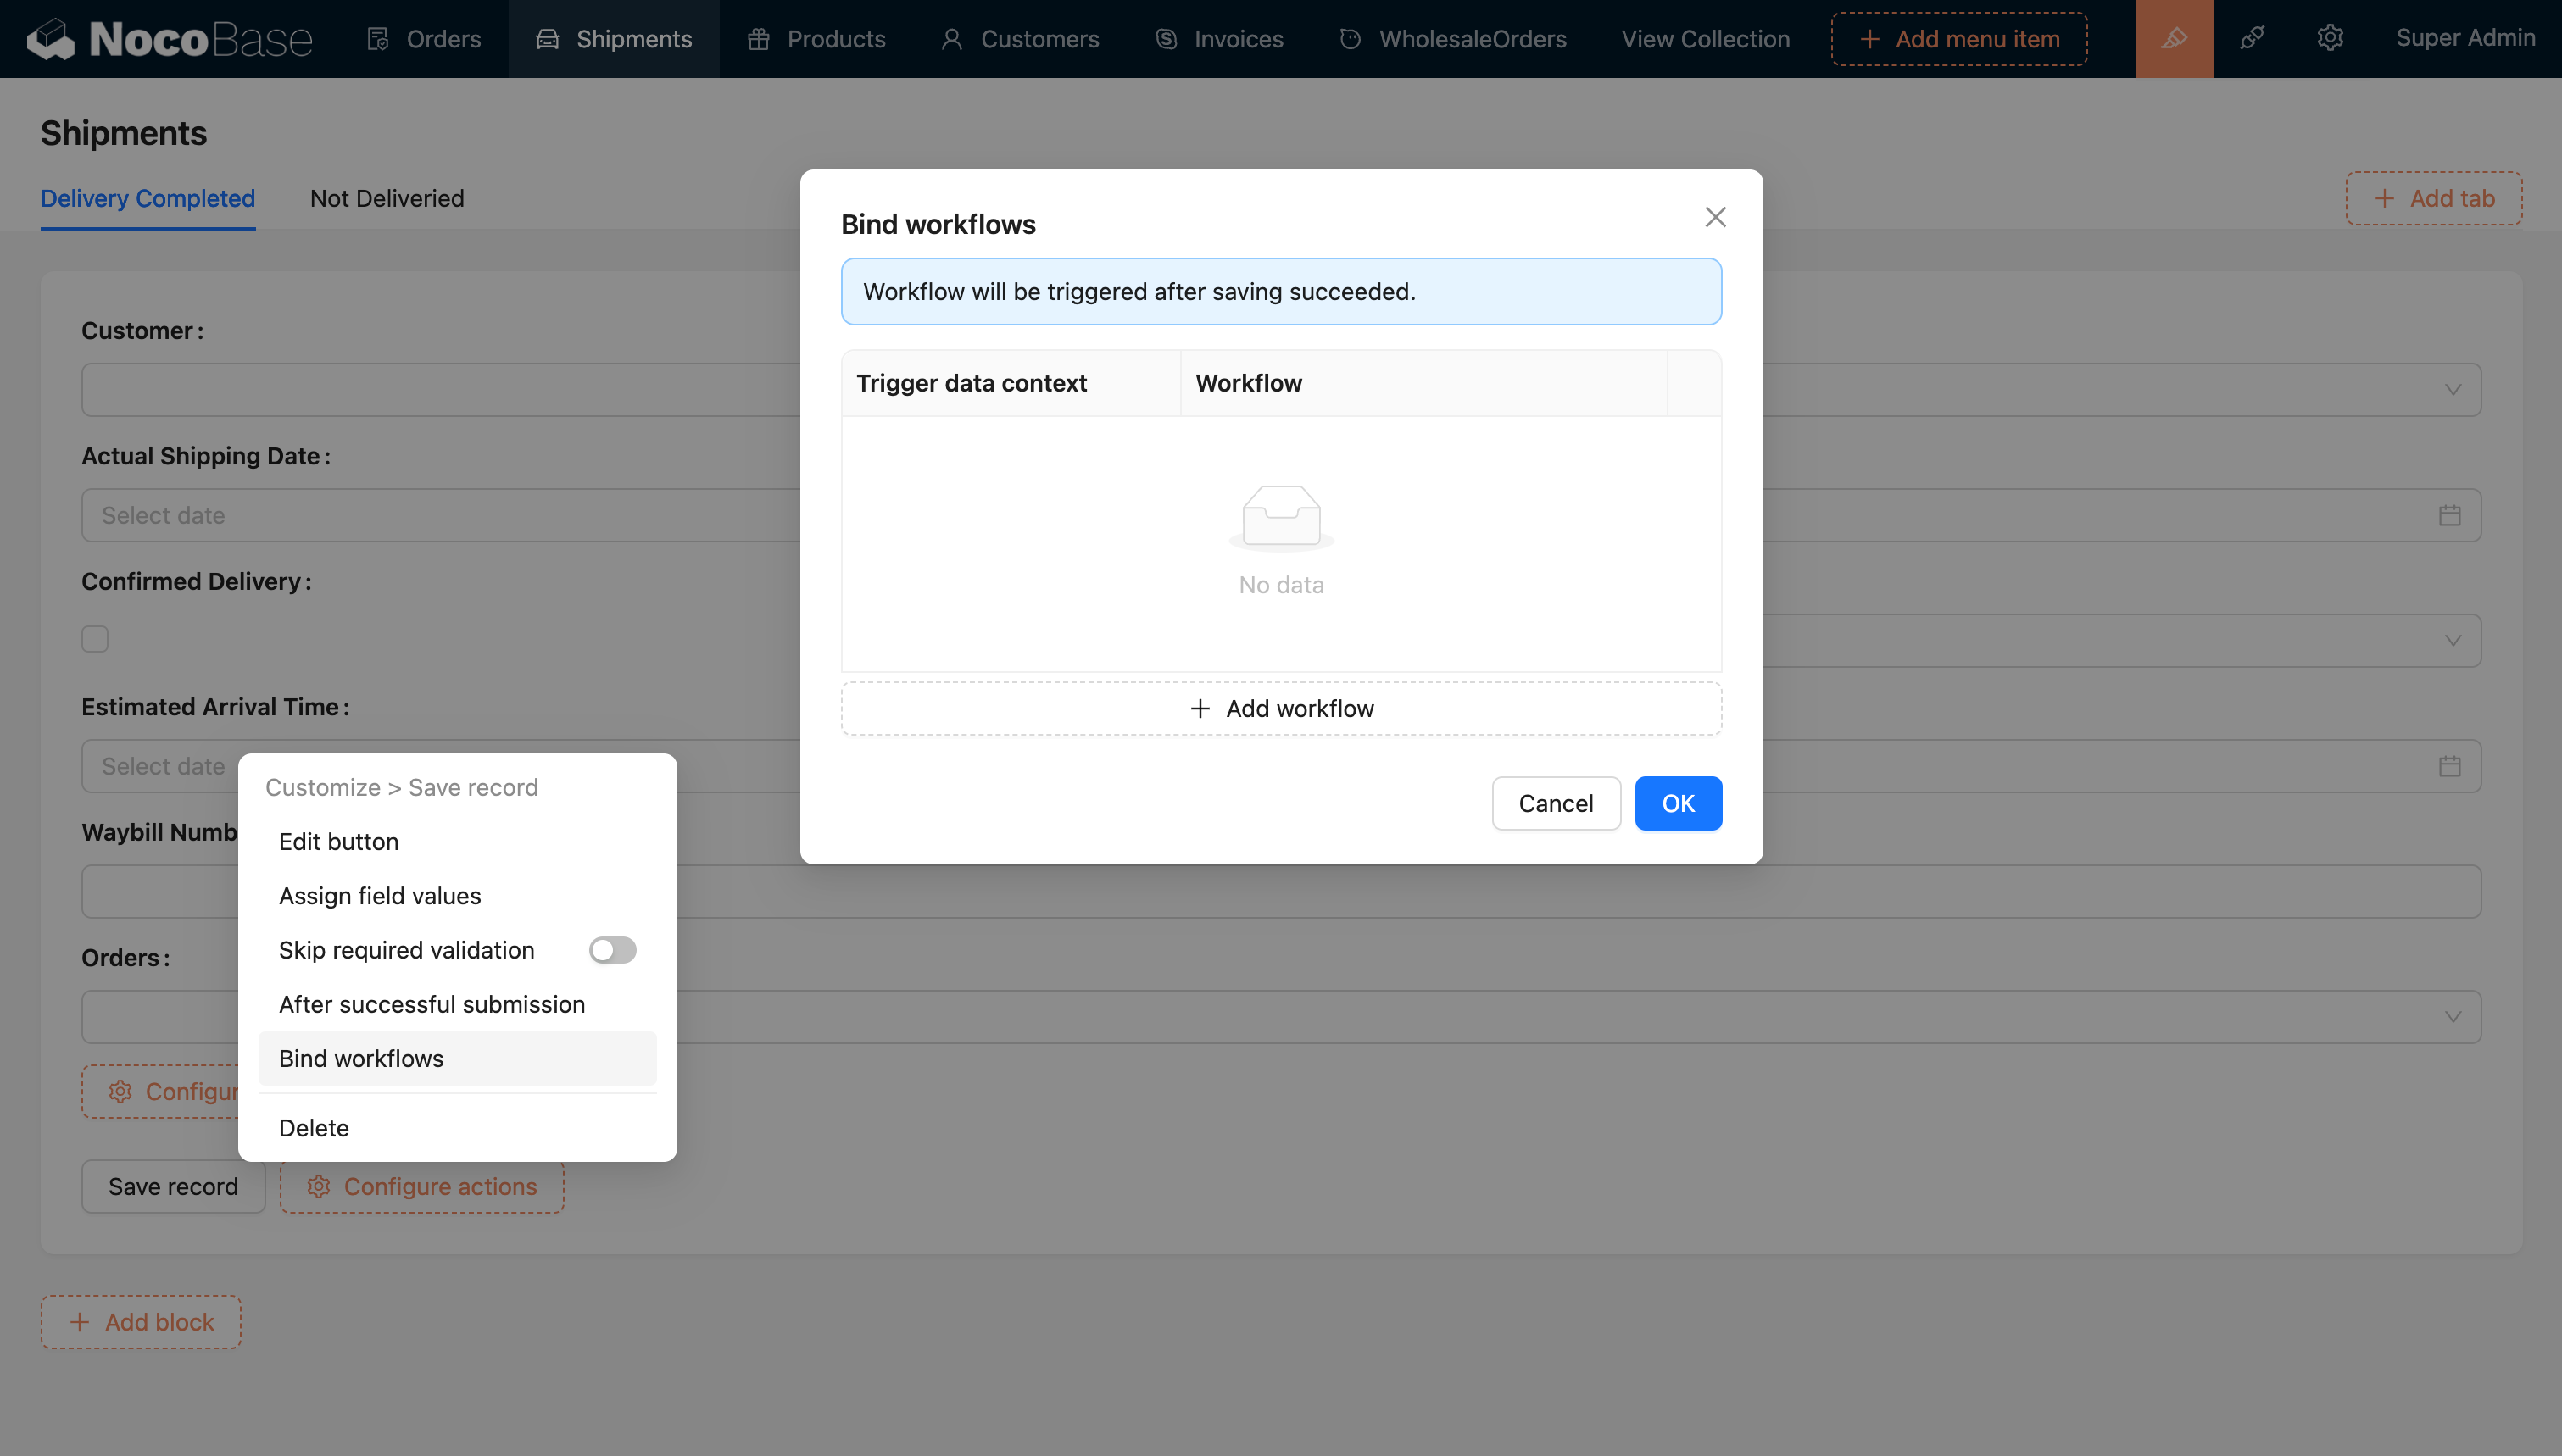 NocoBase Orders Shipments Products Customers Invoices WholesaleOrders View Collection Add menu item Super Admin
Shipments
Delivery Completed Not Deliveried Add tab
Bind workflows
Workflow will be triggered after saving succeeded.
Trigger data context Workflow
No data
Add workflow
Cancel OK
Customer:
Actual Shipping Date:
Select date
Confirmed Delivery:
Estimated Arrival Time:
Select date
Customize > Save record
Waybill Numb
Edit button
Assign field values
Skip required validation
Orders:
After successful submission
Bind workflows
Configur
Delete
Save record Configure actions
Add block